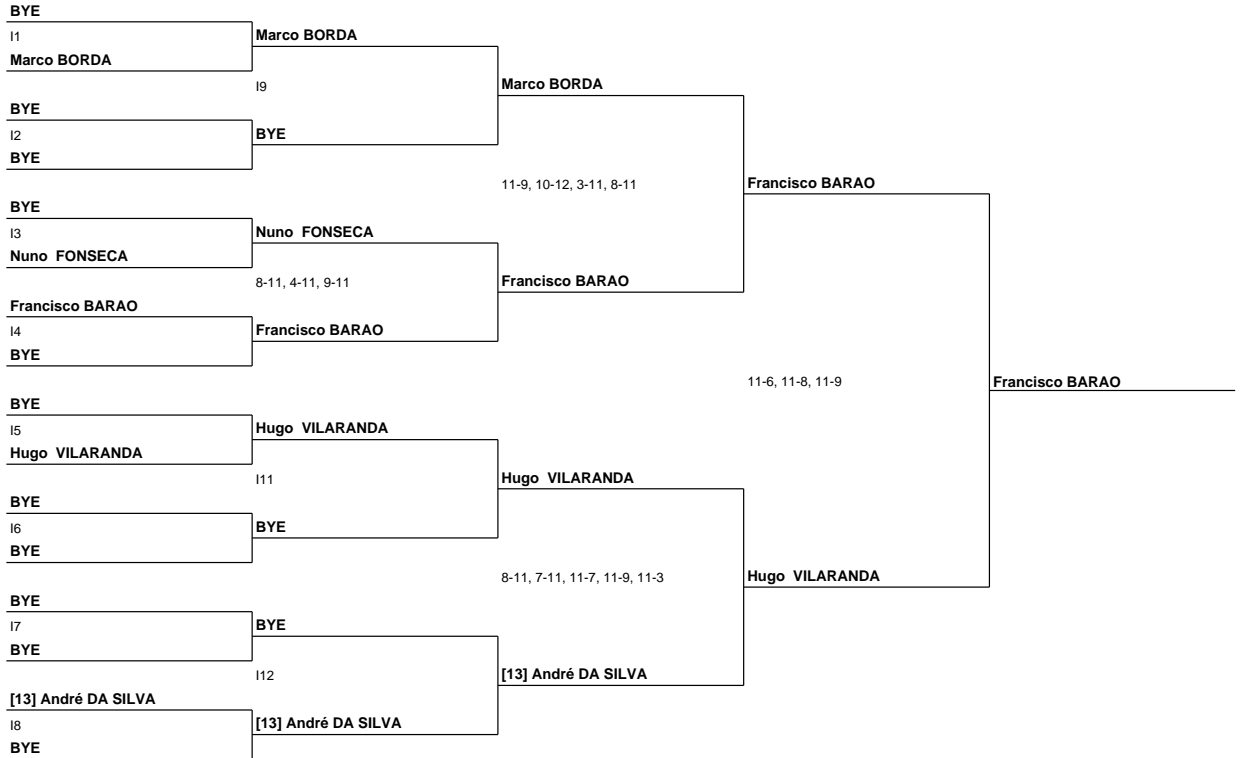 BYE
I1
Marco BORDA
BYE
I2
BYE
BYE
I3
Nuno FONSECA
Francisco BARAO
I4
BYE
BYE
I5
Hugo VILARANDA
BYE
I6
BYE
BYE
I7
BYE
[13] André DA SILVA
I8
BYE
Marco BORDA
I9
BYE
Nuno FONSECA
8-11, 4-11, 9-11
Francisco BARAO
Hugo VILARANDA
I11
BYE
BYE
I12
[13] André DA SILVA
Marco BORDA
11-9, 10-12, 3-11, 8-11
Francisco BARAO
Hugo VILARANDA
8-11, 7-11, 11-7, 11-9, 11-3
[13] André DA SILVA
Francisco BARAO
11-6, 11-8, 11-9
Hugo VILARANDA
Francisco BARAO